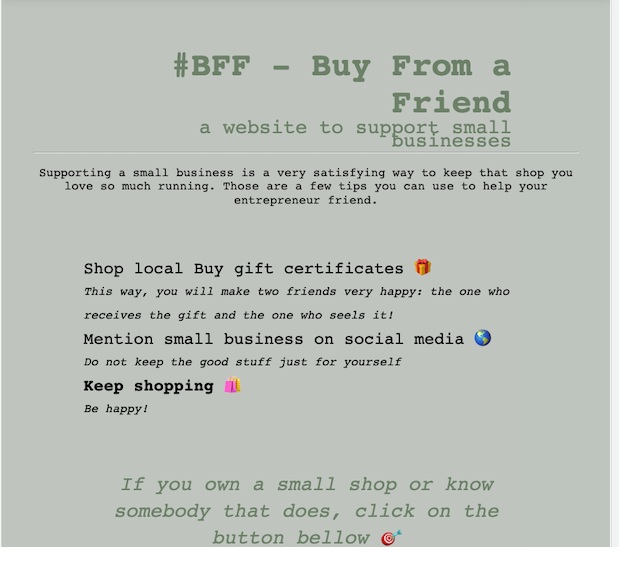 #BFF - Buy From a
Friend
a website to support small
businesses
Supporting a small business is a very satisfying way to keep that shop you
love so much running. Those are a few tips you can use to help your
entrepreneur friend.
Shop local Buy gift certificates 🎁
This way, you will make two friends very happy: the one who
receives the gift and the one who seels it!
Mention small business on social media 🌎
Do not keep the good stuff just for yourself
Keep shopping 🛍️
Be happy!
If you own a small shop or know
somebody that does, click on the
button bellow 🎯